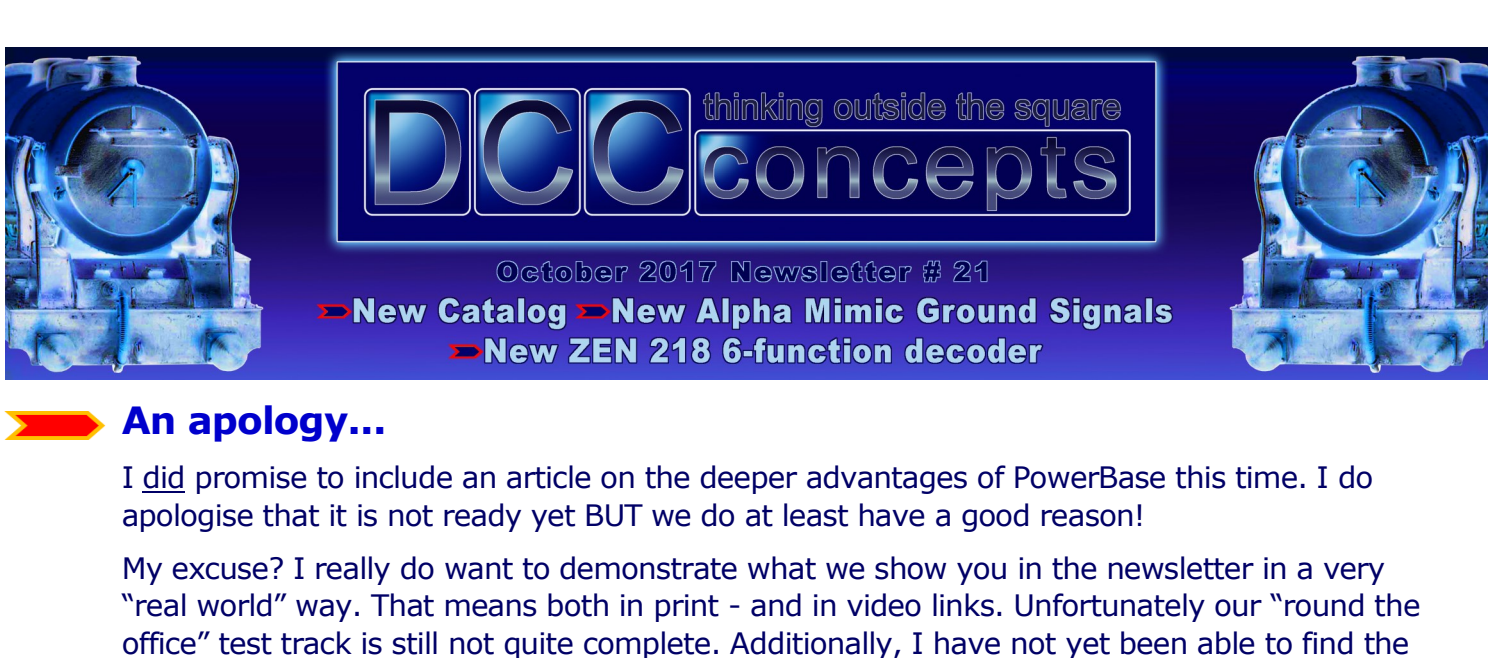 DCC thinking outside the square
concepts
October 2017 Newsletter # 21
New Catalog New Alpha Mimic Ground Signals
New ZEN 218 6-function decoder
An apology...
I did promise to include an article on the deeper advantages of PowerBase this time. I do
apologise that it is not ready yet BUT we do at least have a good reason!
My excuse? I really do want to demonstrate what we show you in the newsletter in a very
“real world” way. That means both in print - and in video links. Unfortunately our “round the
office” test track is still not quite complete. Additionally, I have not yet been able to find the